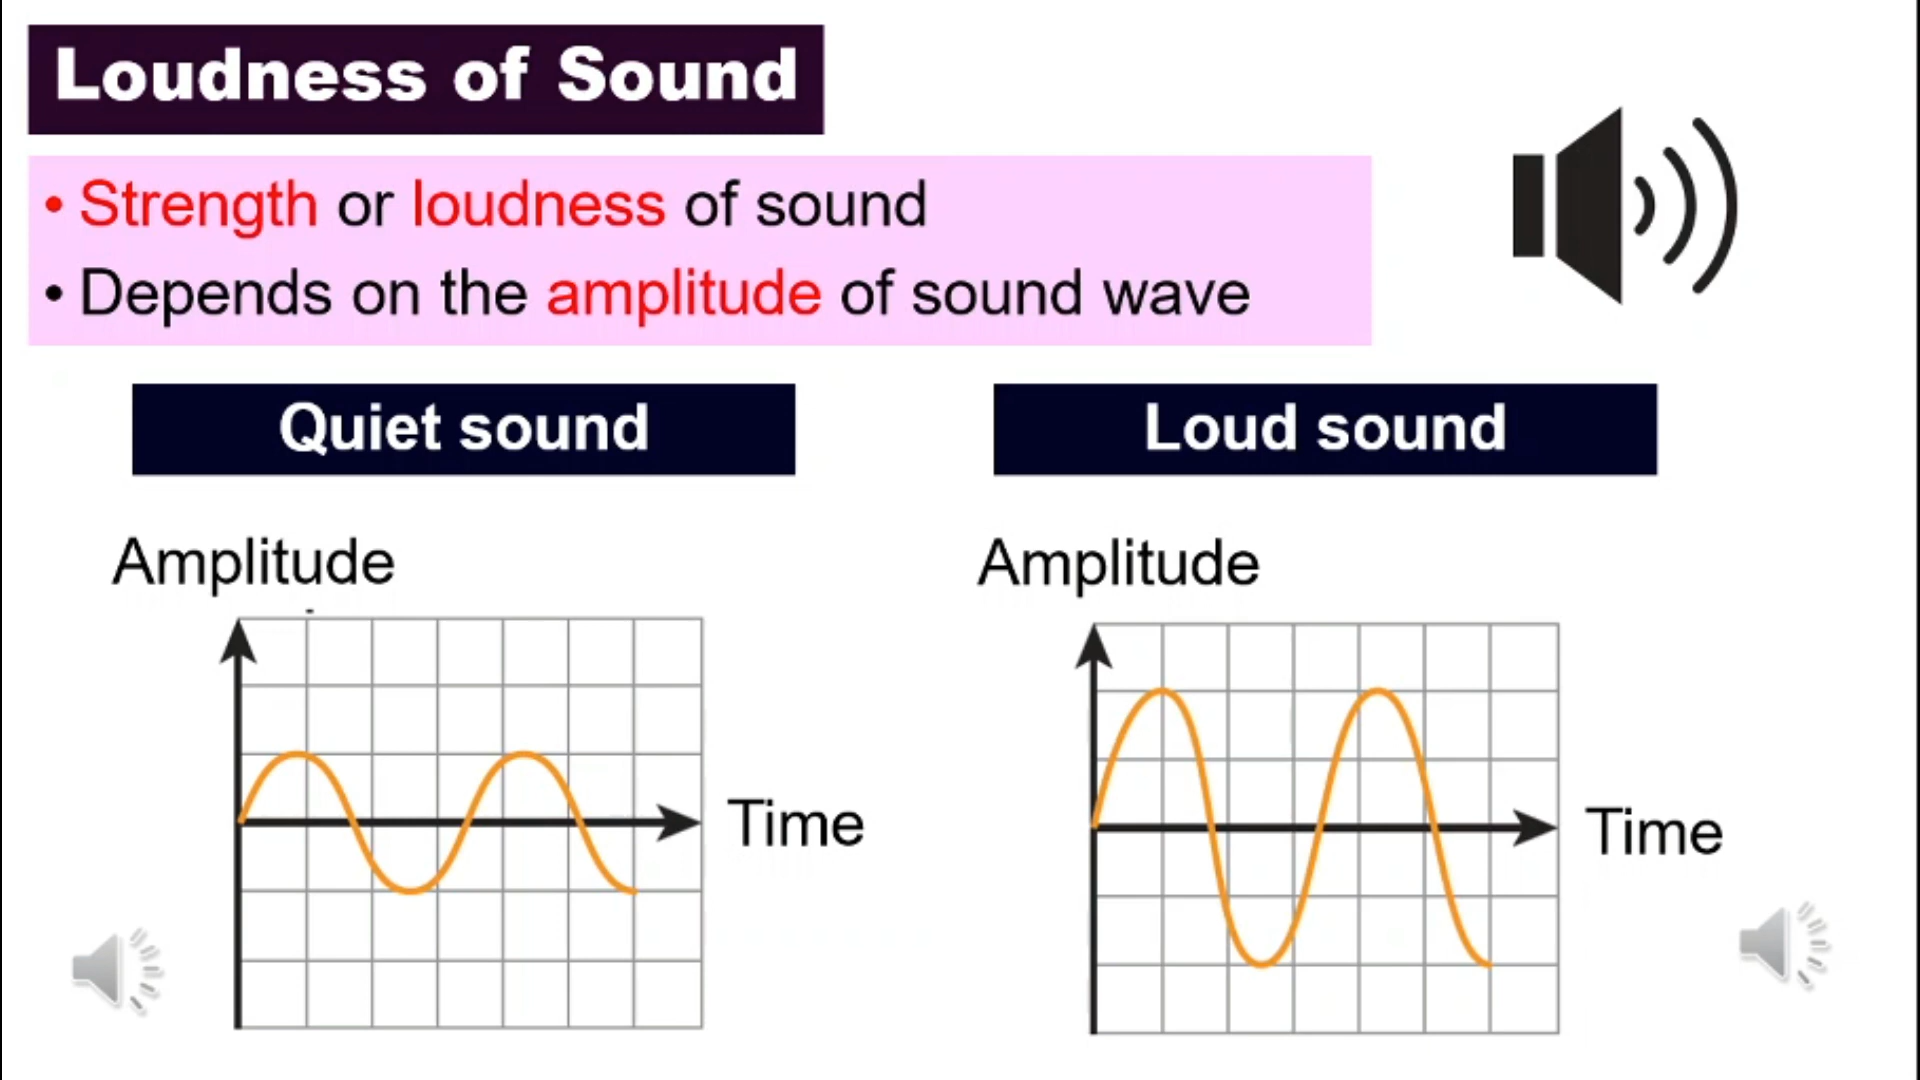 Loudness of Sound
• Strength or loudness of sound
• Depends on the amplitude of sound wave
Quiet sound
Loud sound
Amplitude
Amplitude
Time
Time